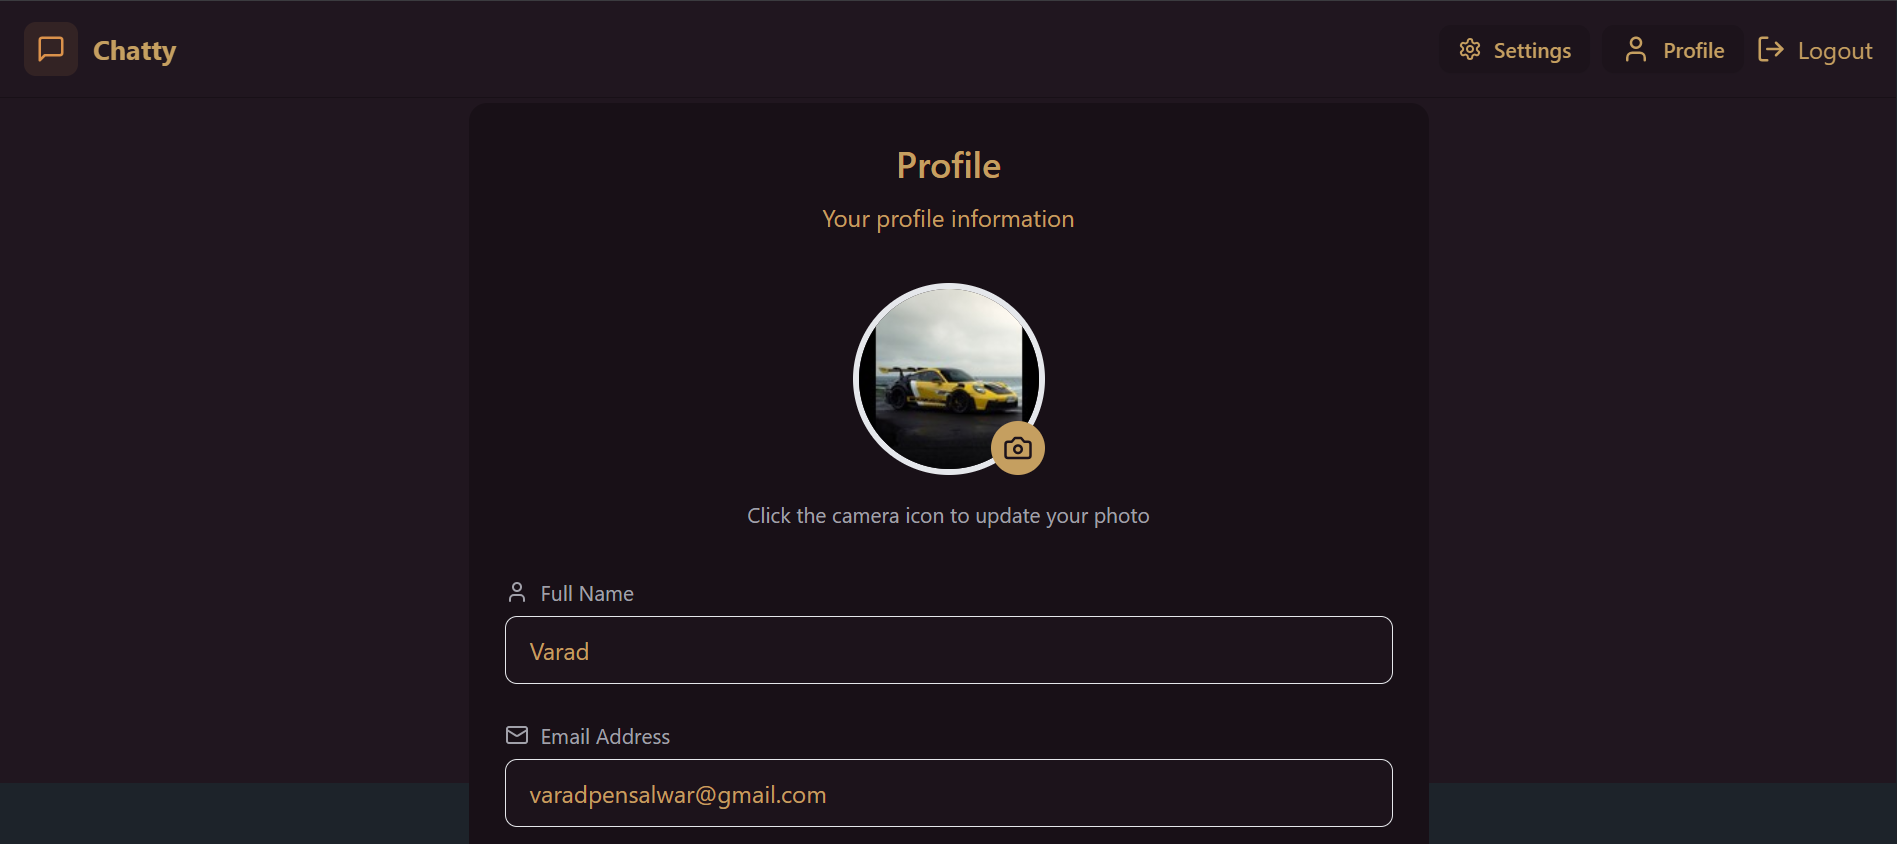 Chatty
Settings
Profile
Logout
Profile
Your profile information
Click the camera icon to update your photo
Full Name
Varad
Email Address
varadpensalwar@gmail.com